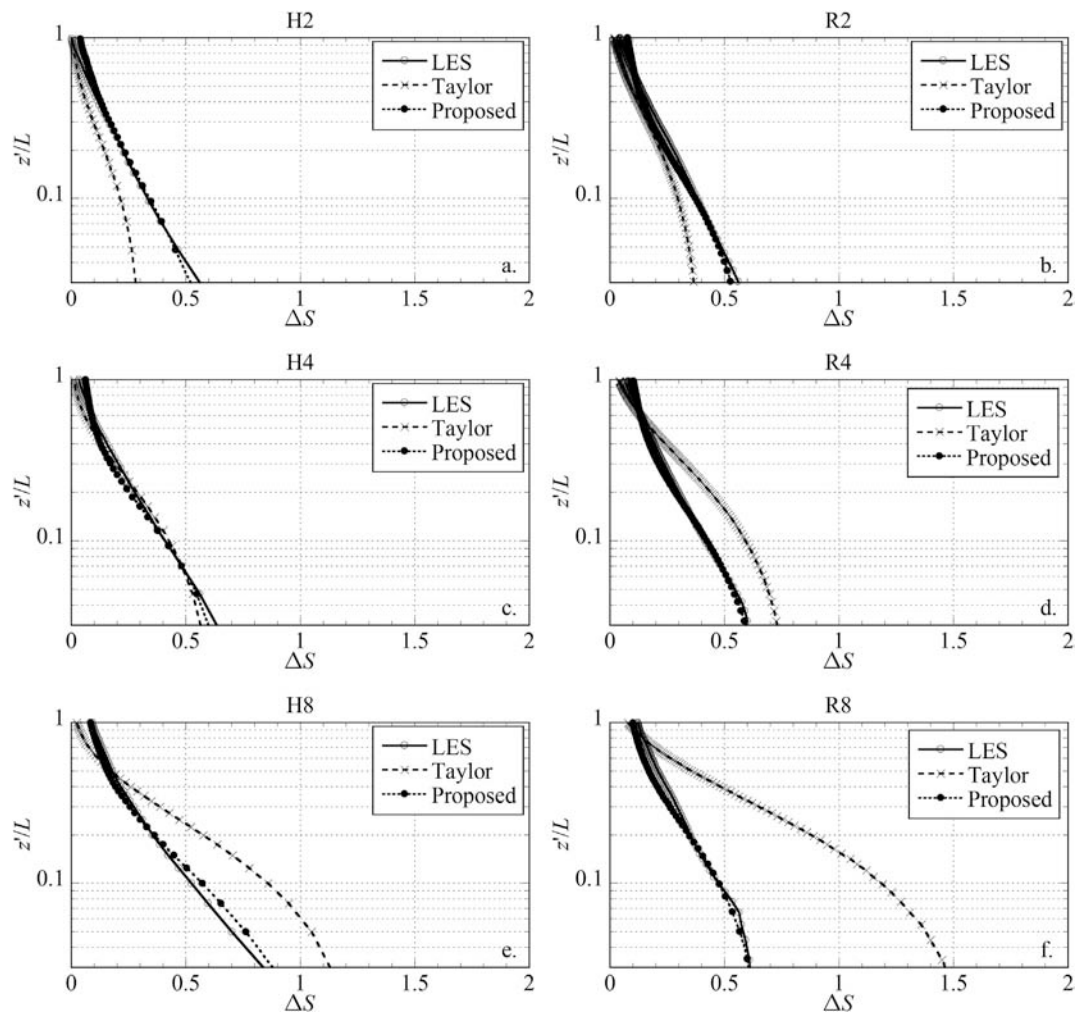 H2
1
LES
Taylor
Proposed
z'/L
0.1
a.
0 0.5 1 1.5 2
ΔS
R2
1
LES
Taylor
Proposed
z'/L
0.1
b.
0 0.5 1 1.5 2
ΔS
H4
1
LES
Taylor
Proposed
z'/L
0.1
c.
0 0.5 1 1.5 2
ΔS
R4
1
LES
Taylor
Proposed
z'/L
0.1
d.
0 0.5 1 1.5 2
ΔS
H8
1
LES
Taylor
Proposed
z'/L
0.1
e.
0 0.5 1 1.5 2
ΔS
R8
1
LES
Taylor
Proposed
z'/L
0.1
f.
0 0.5 1 1.5 2
ΔS